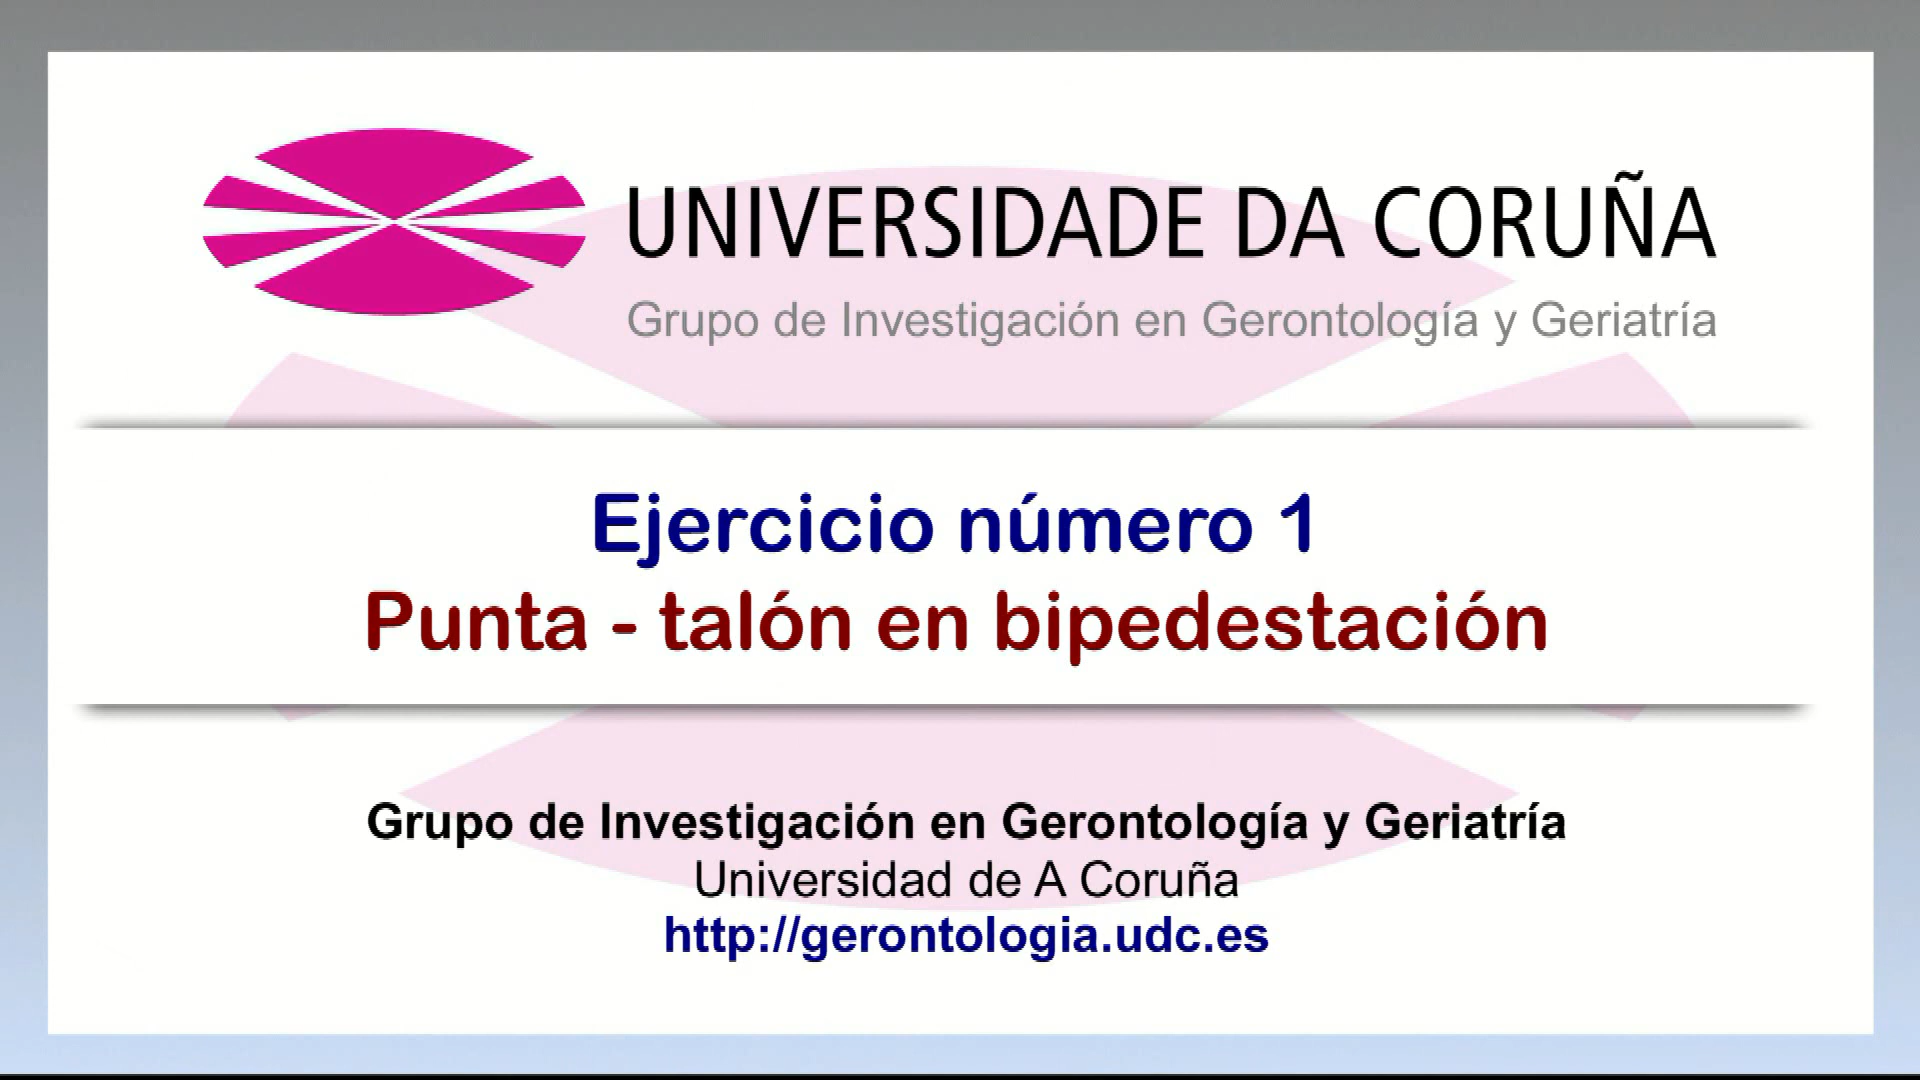 UNIVERSIDADE DA CORUÑA
Grupo de Investigación en Gerontología y Geriatría
Ejercicio número 1
Punta - talón en bipedestación
Grupo de Investigación en Gerontología y Geriatría
Universidad de A Coruña
http://gerontologia.udc.es